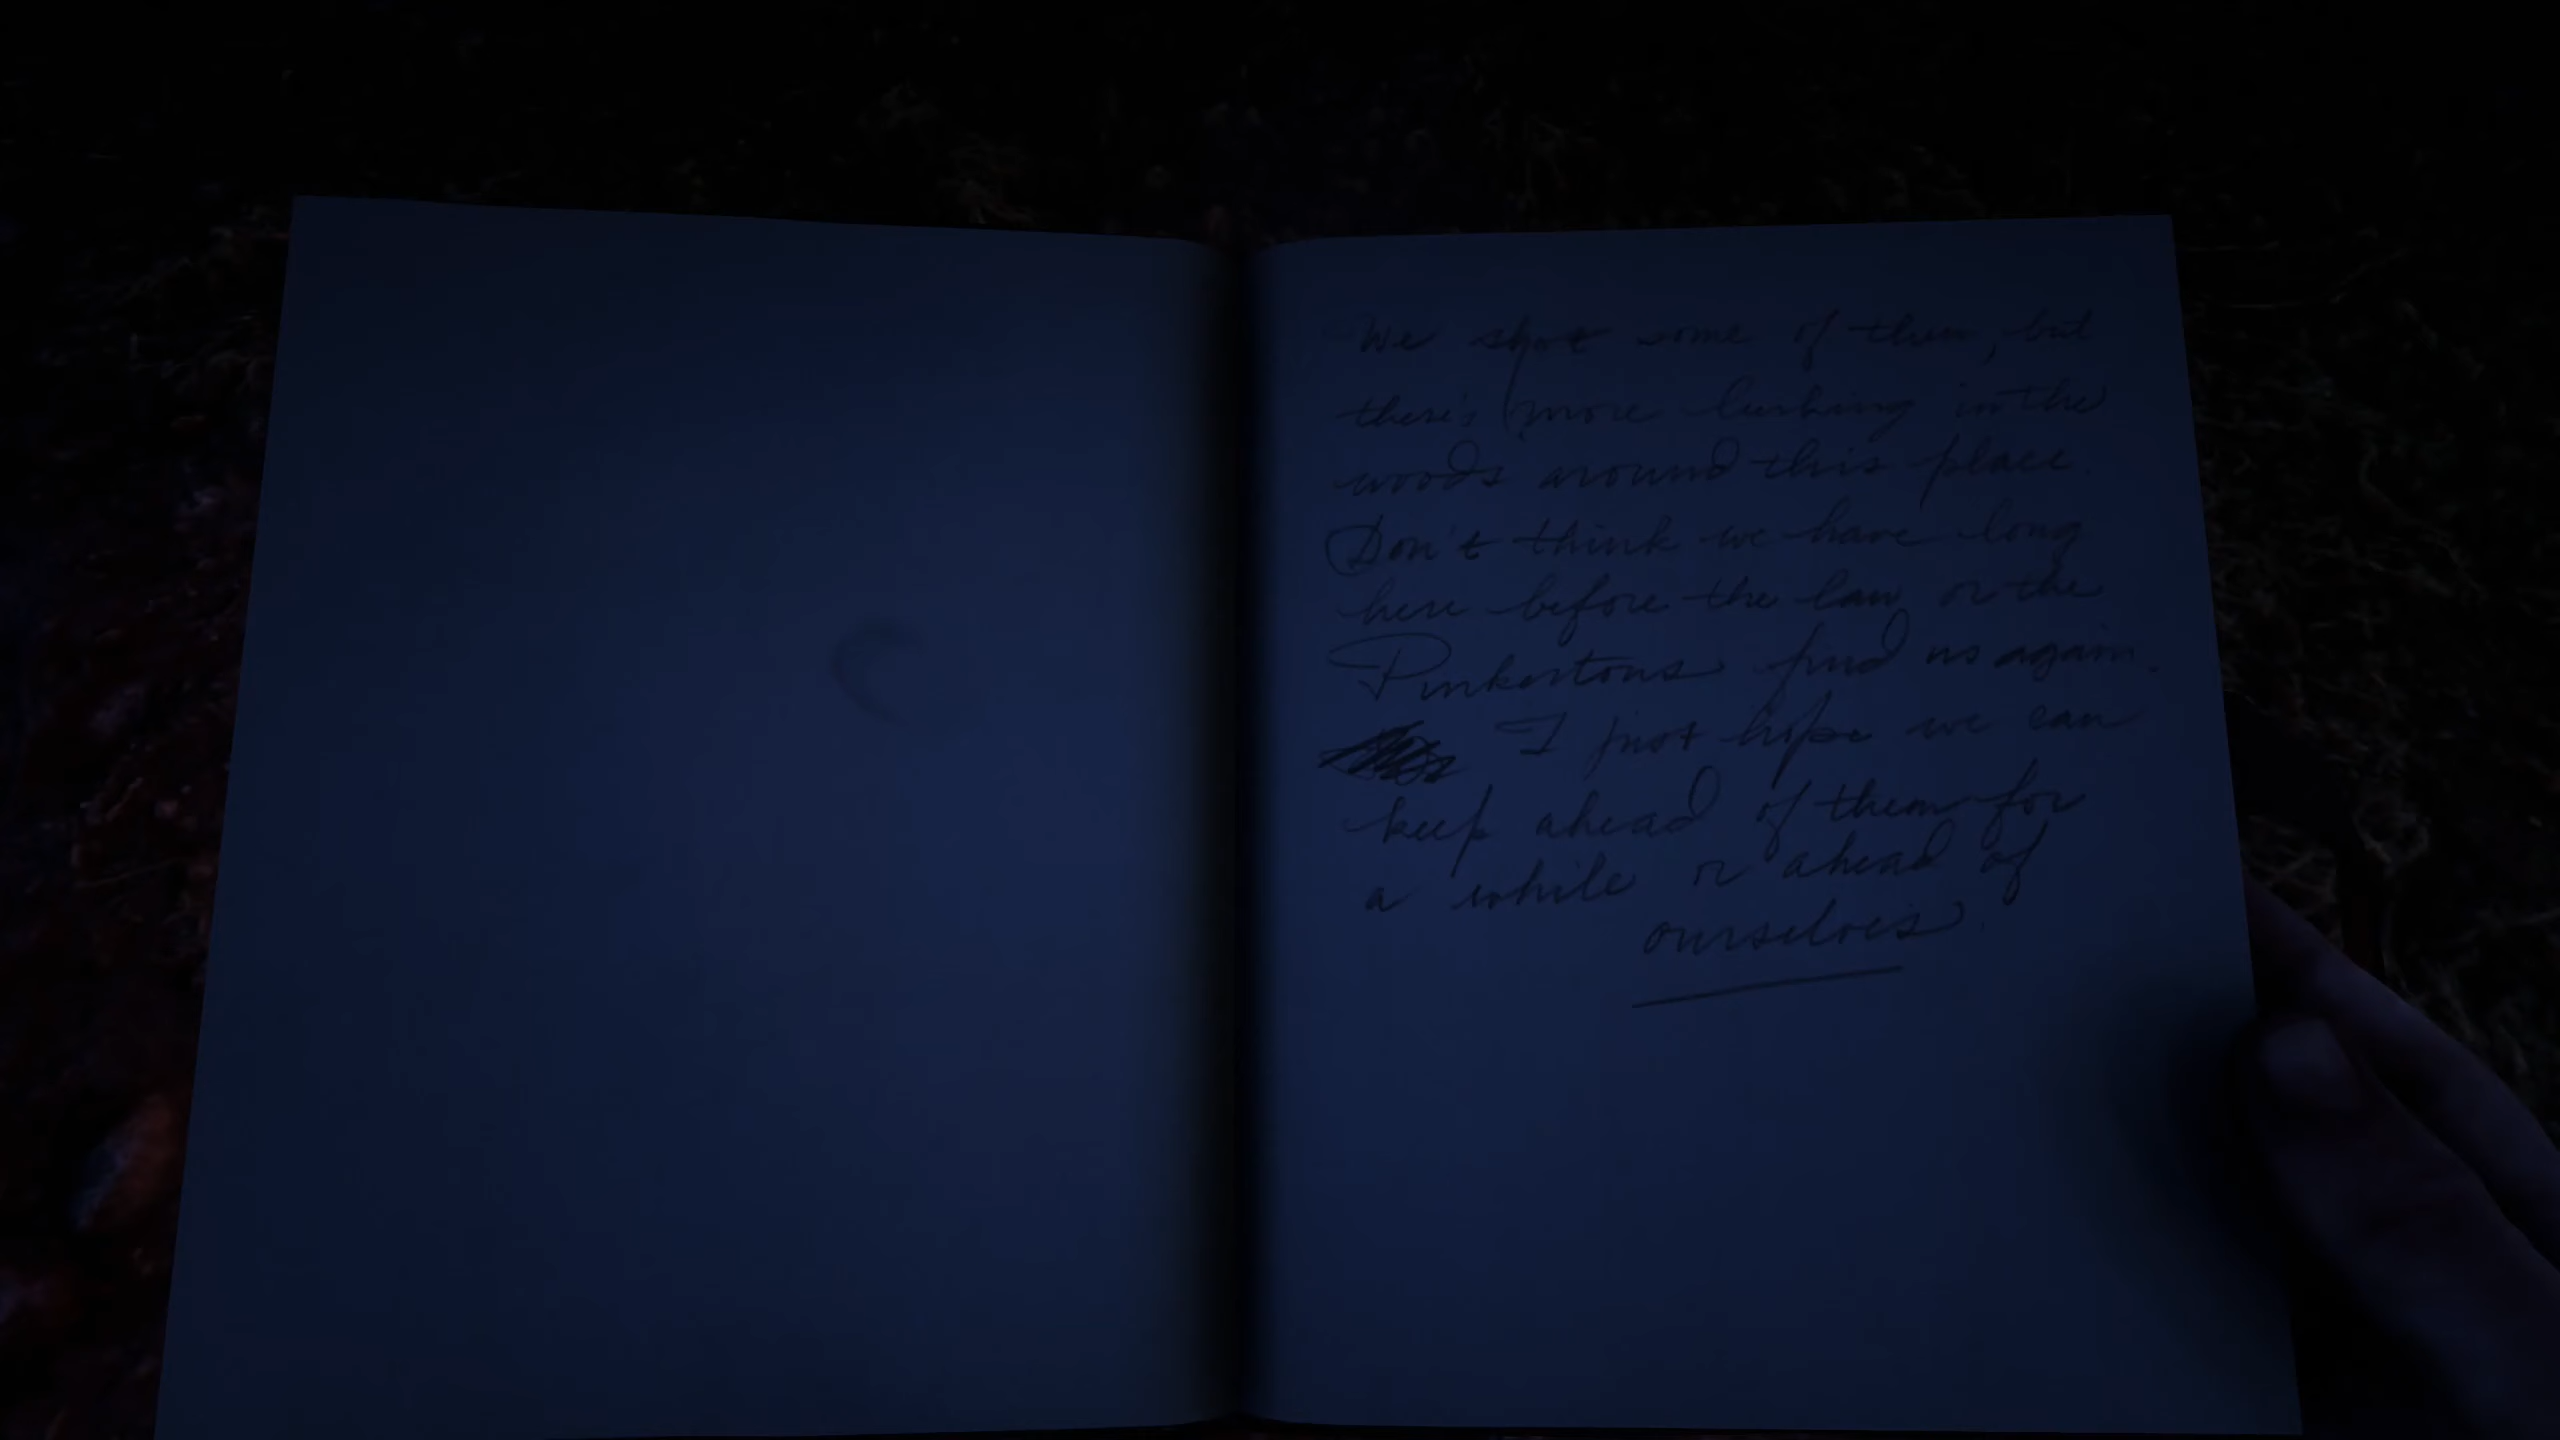 We shot some of them, but
there's more lurking in the
woods around this place.
Don't think we have long
here before the law or the
Pinkertons find us again.
I just hope we can
keep ahead of them for
a while or ahead of
ourselves.